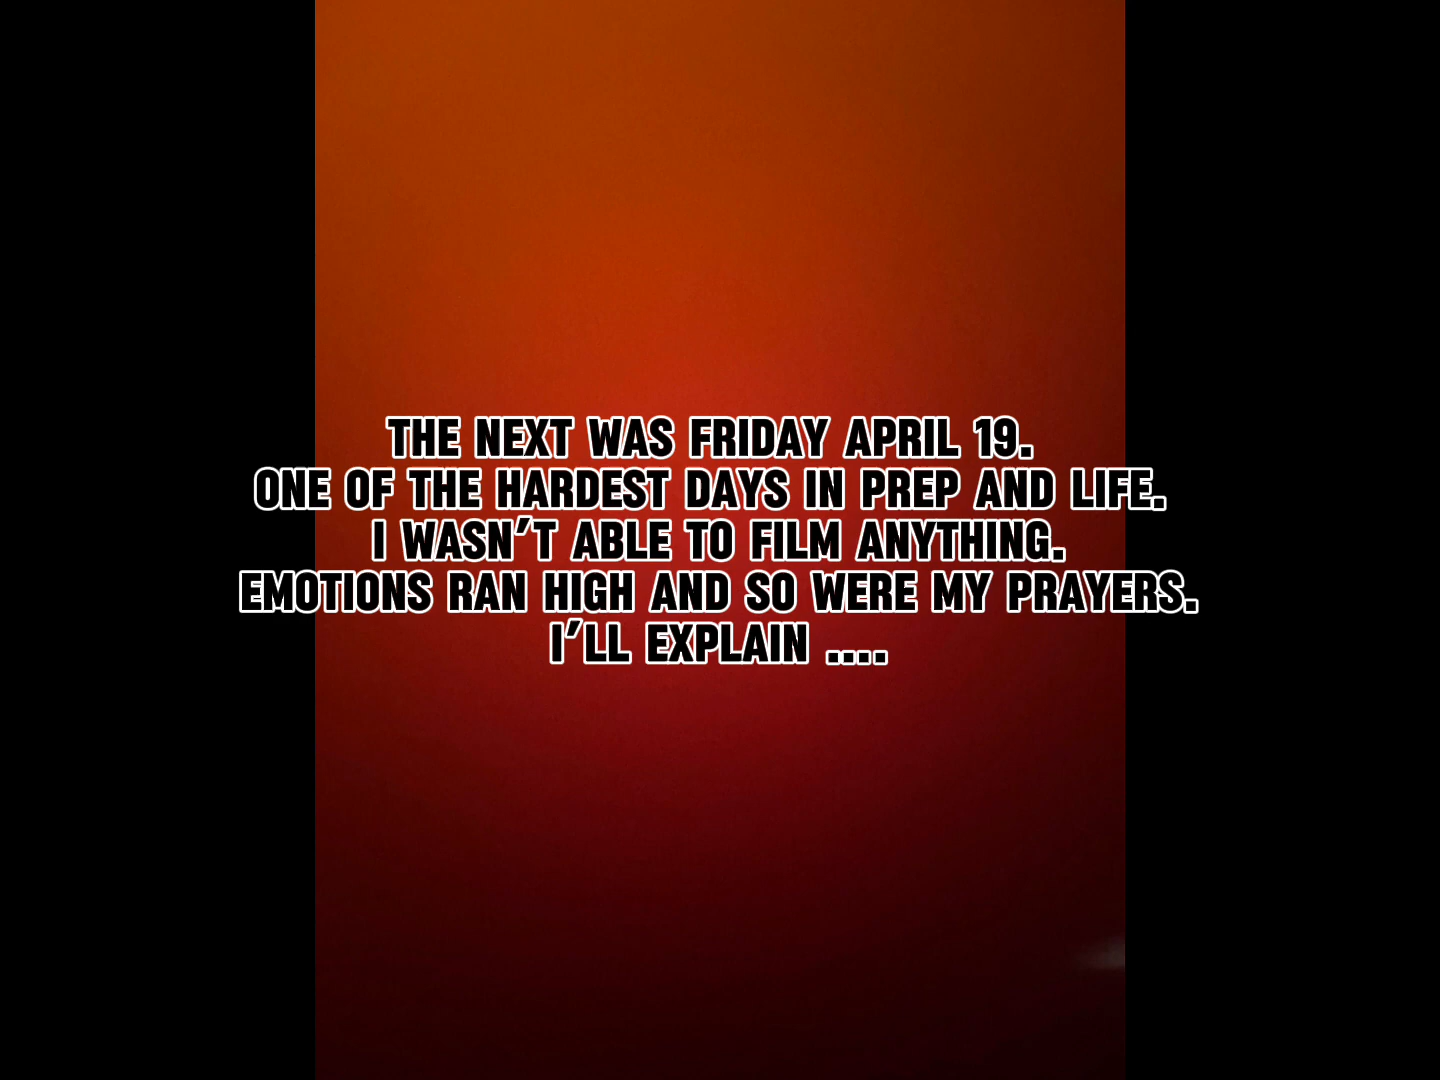 THE NEXT WAS FRIDAY APRIL 19.
ONE OF THE HARDEST DAYS IN PREP AND LIFE.
I WASN'T ABLE TO FILM ANYTHING.
EMOTIONS RAN HIGH AND SO WERE MY PRAYERS.
I'LL EXPLAIN ....